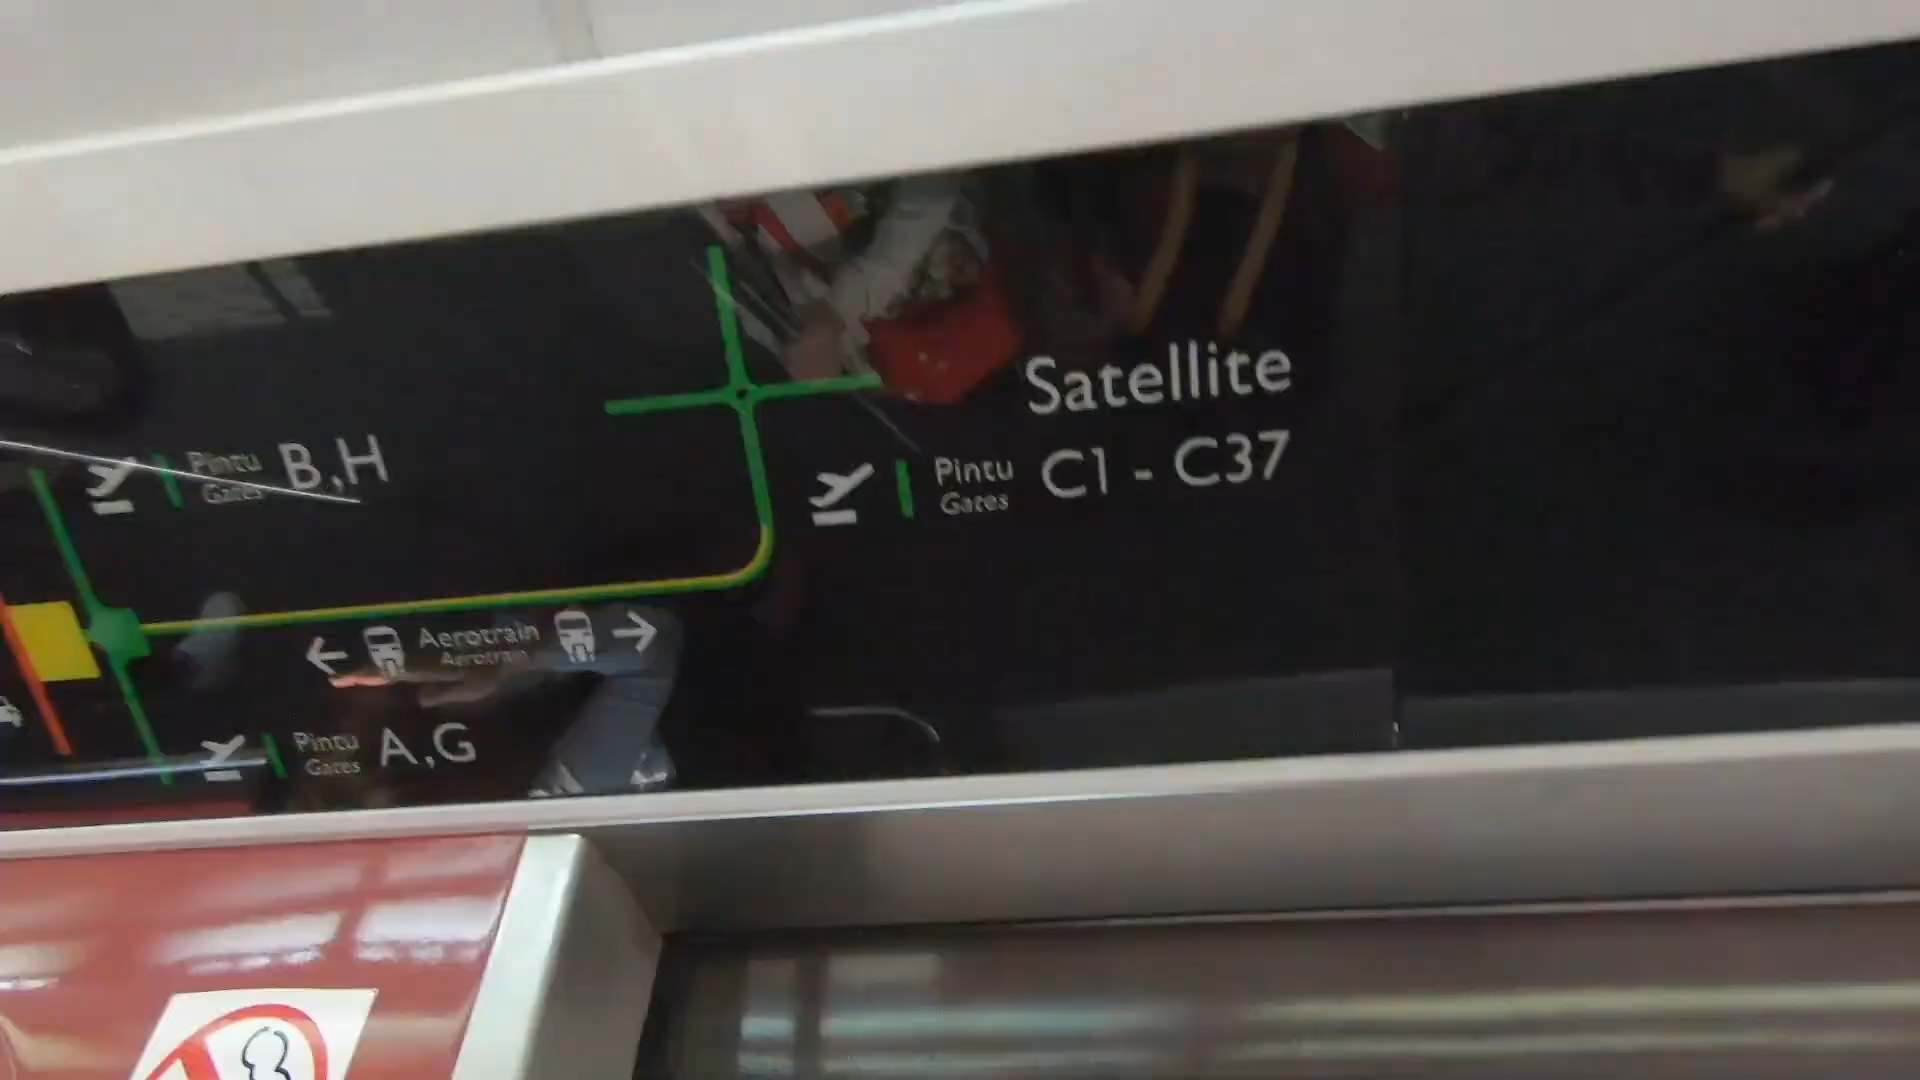 Satellite
Pintu
Gates
C1 - C37
Pintu
Gates
B,H
← Aerotrain →
Aerotrain
Pintu
Gates
A,G